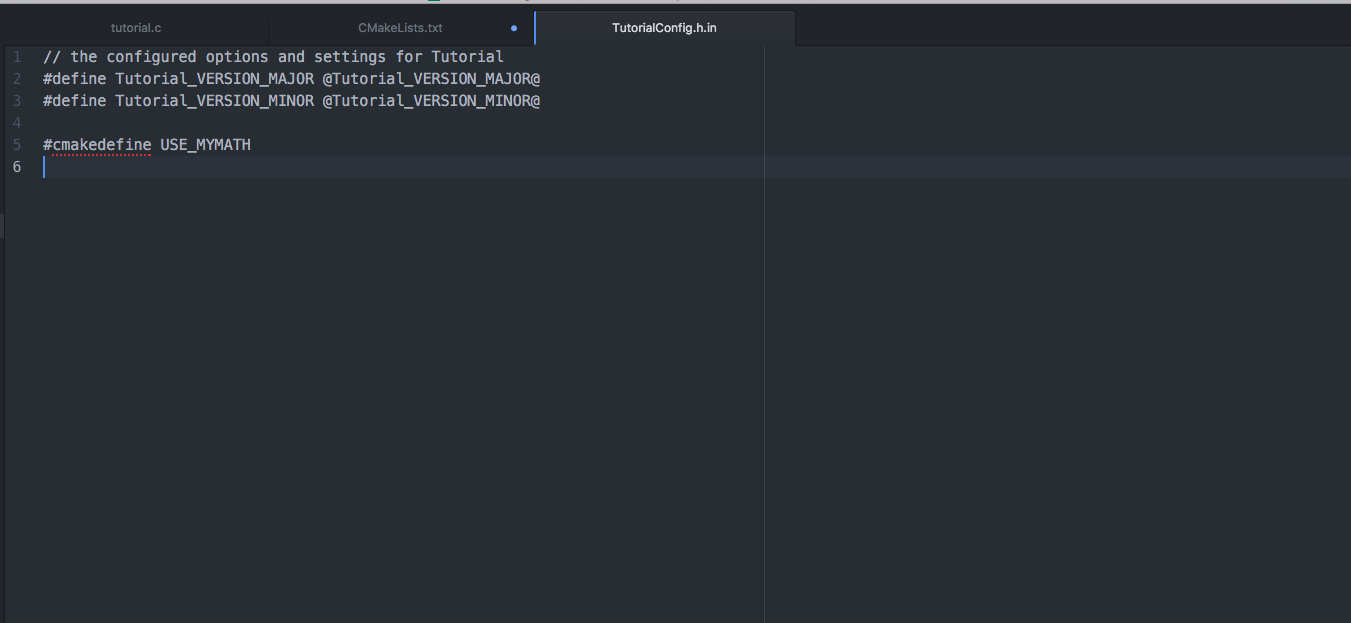 tutorial.c CMakeLists.txt TutorialConfig.h.in
1 // the configured options and settings for Tutorial
2 #define Tutorial_VERSION_MAJOR @Tutorial_VERSION_MAJOR@
3 #define Tutorial_VERSION_MINOR @Tutorial_VERSION_MINOR@
4
5 #cmakedefine USE_MYMATH
6